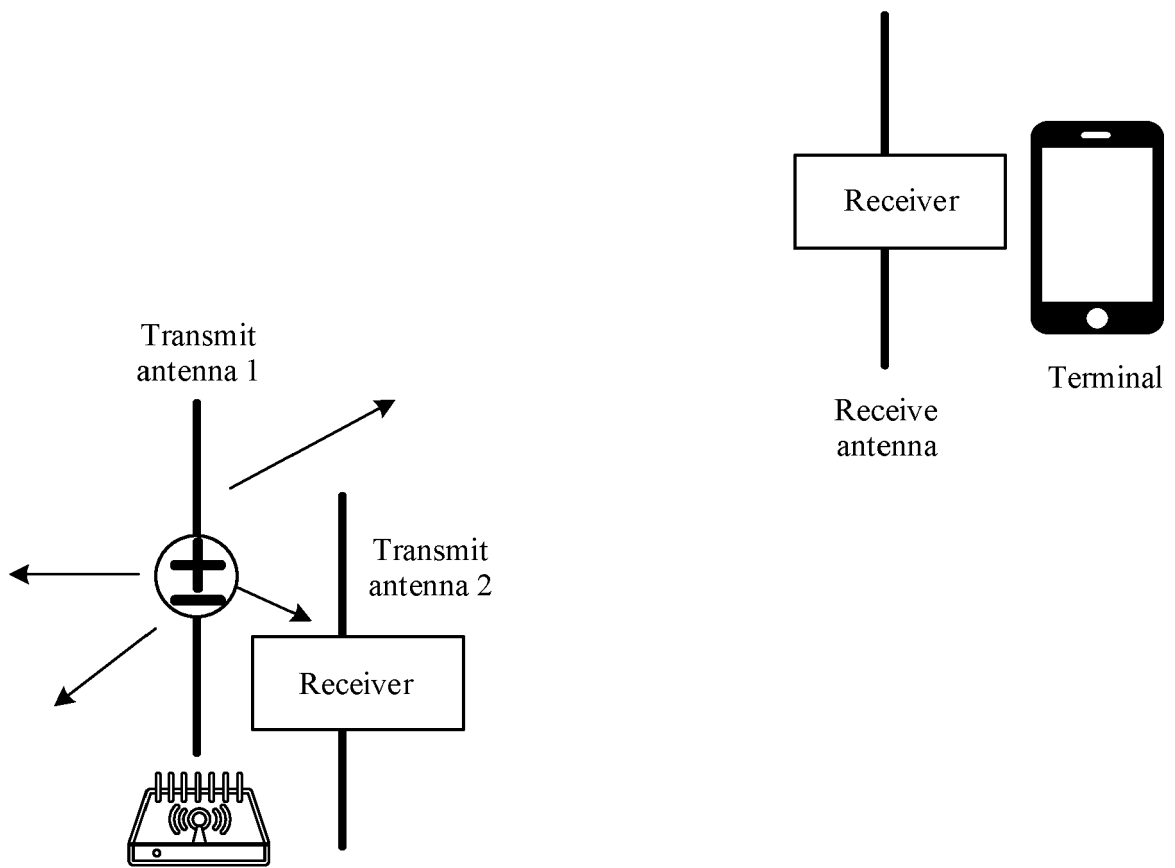 Receiver
Terminal
Receive
antenna
Transmit
antenna 1
Transmit
antenna 2
Receiver